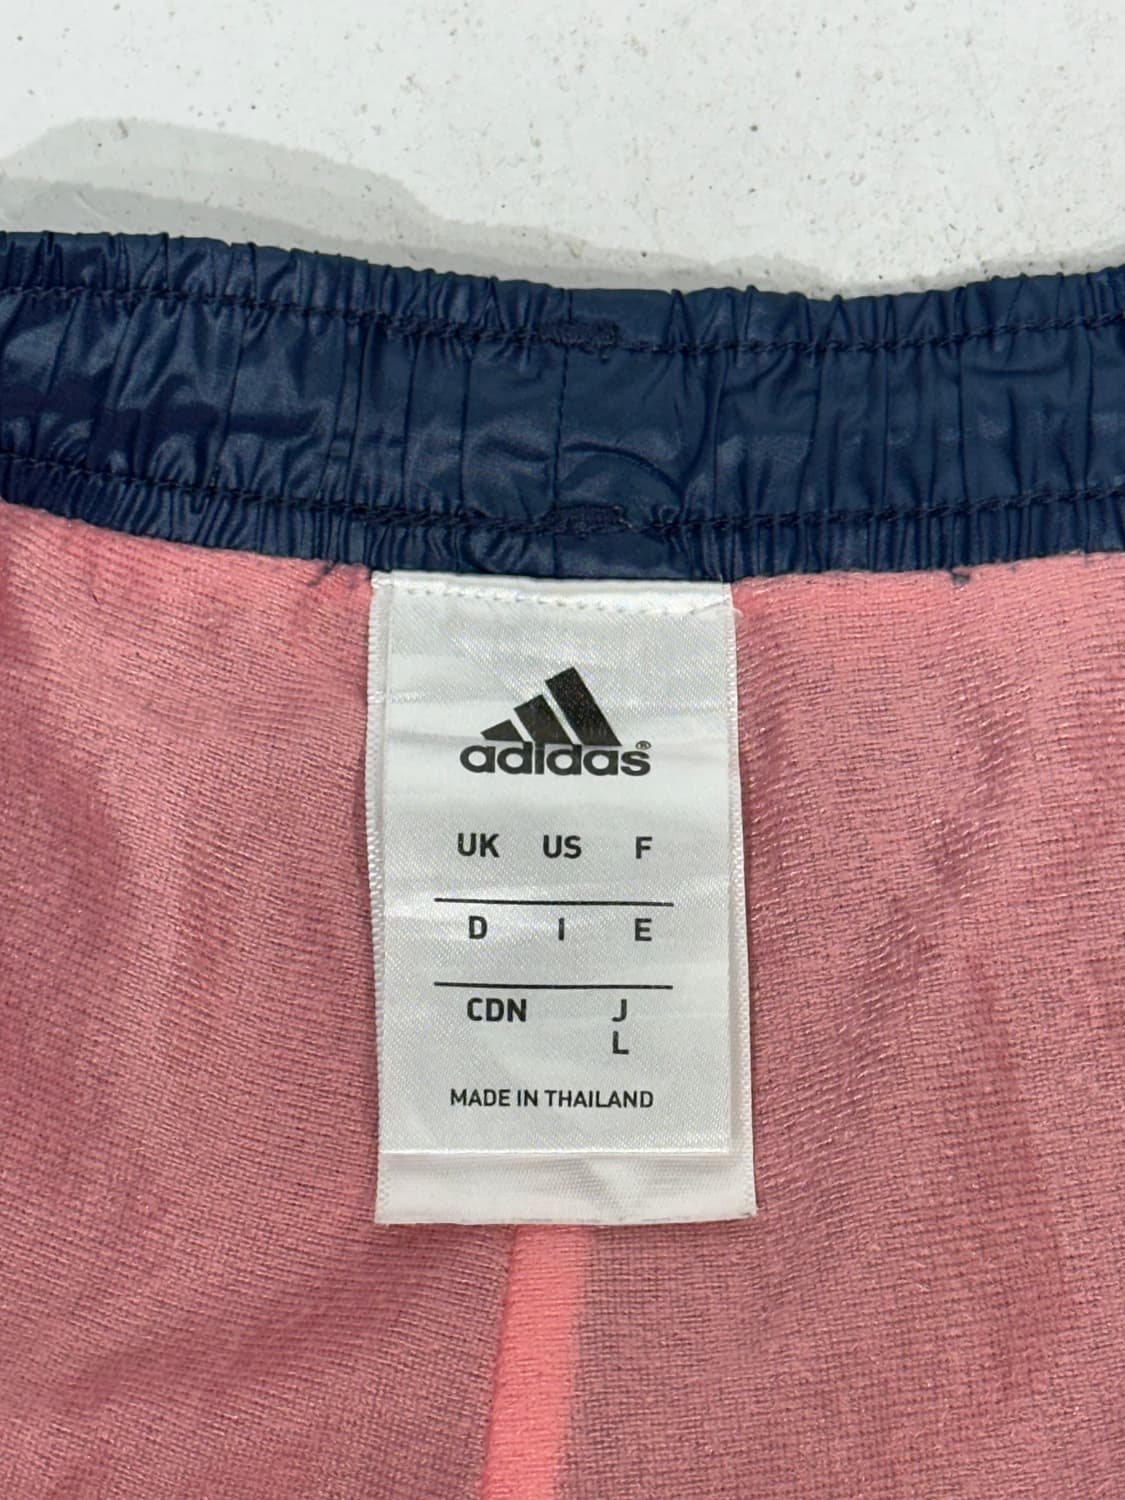 adidas®
UK US F
D I E
CDN J
L
MADE IN THAILAND